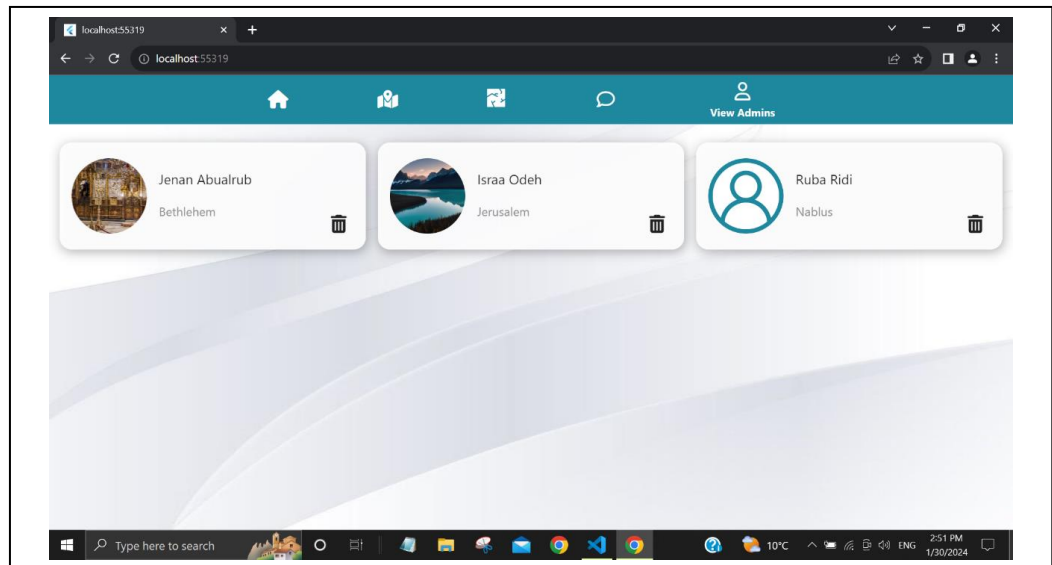 localhost:55319
localhost:55319
View Admins
Jenan Abualrub
Bethlehem
Israa Odeh
Jerusalem
Ruba Ridi
Nablus
Type here to search
10°C
ENG
2:51 PM
1/30/2024